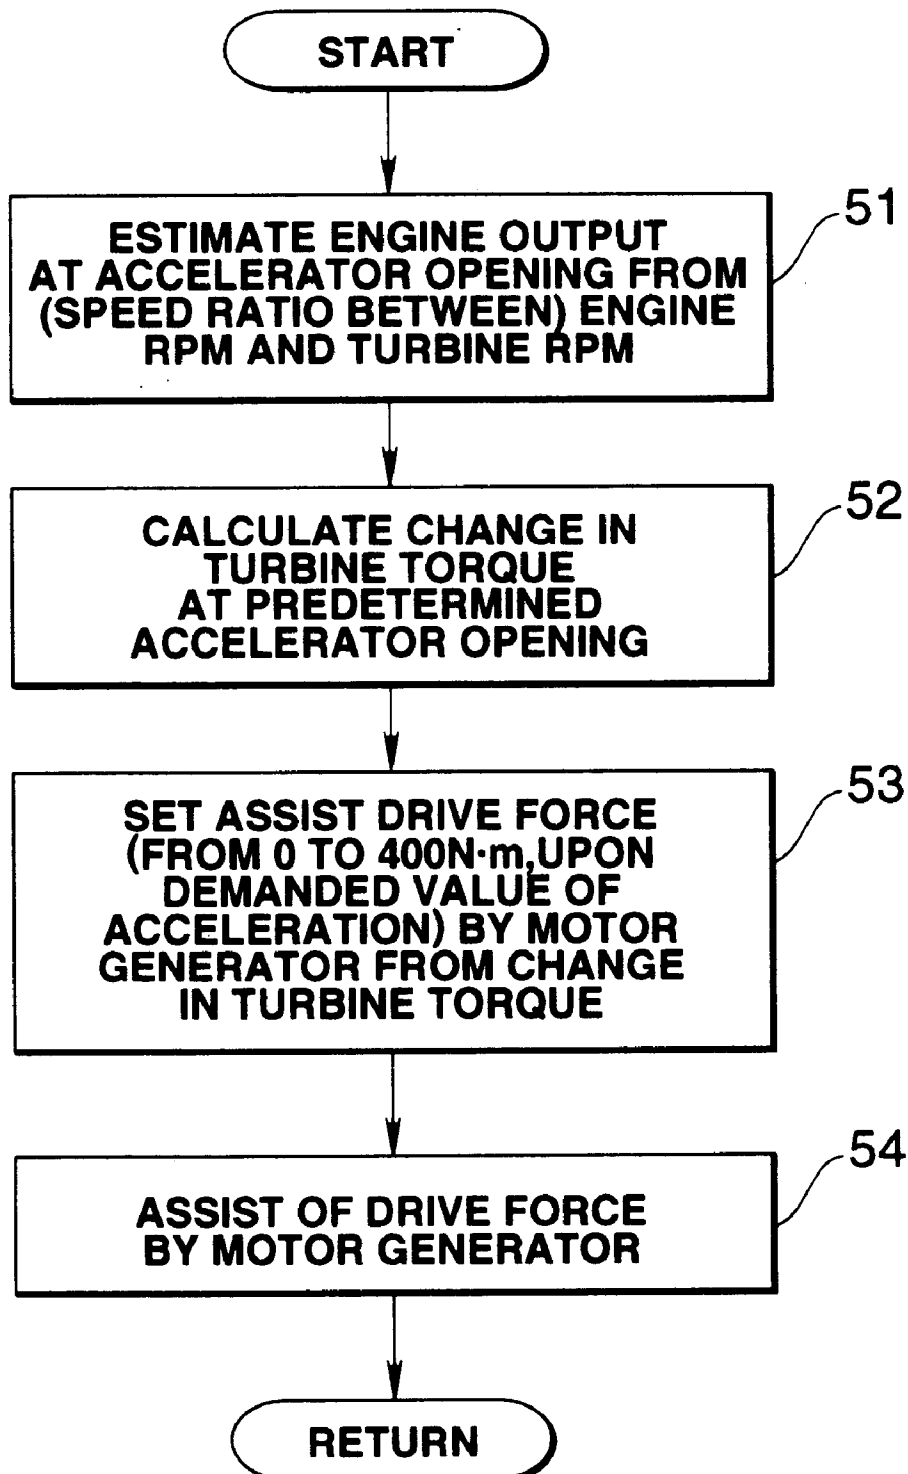 START
51
ESTIMATE ENGINE OUTPUT
AT ACCELERATOR OPENING FROM
(SPEED RATIO BETWEEN) ENGINE
RPM AND TURBINE RPM
52
CALCULATE CHANGE IN
TURBINE TORQUE
AT PREDETERMINED
ACCELERATOR OPENING
53
SET ASSIST DRIVE FORCE
(FROM 0 TO 400N·m,UPON
DEMANDED VALUE OF
ACCELERATION) BY MOTOR
GENERATOR FROM CHANGE
IN TURBINE TORQUE
54
ASSIST OF DRIVE FORCE
BY MOTOR GENERATOR
RETURN